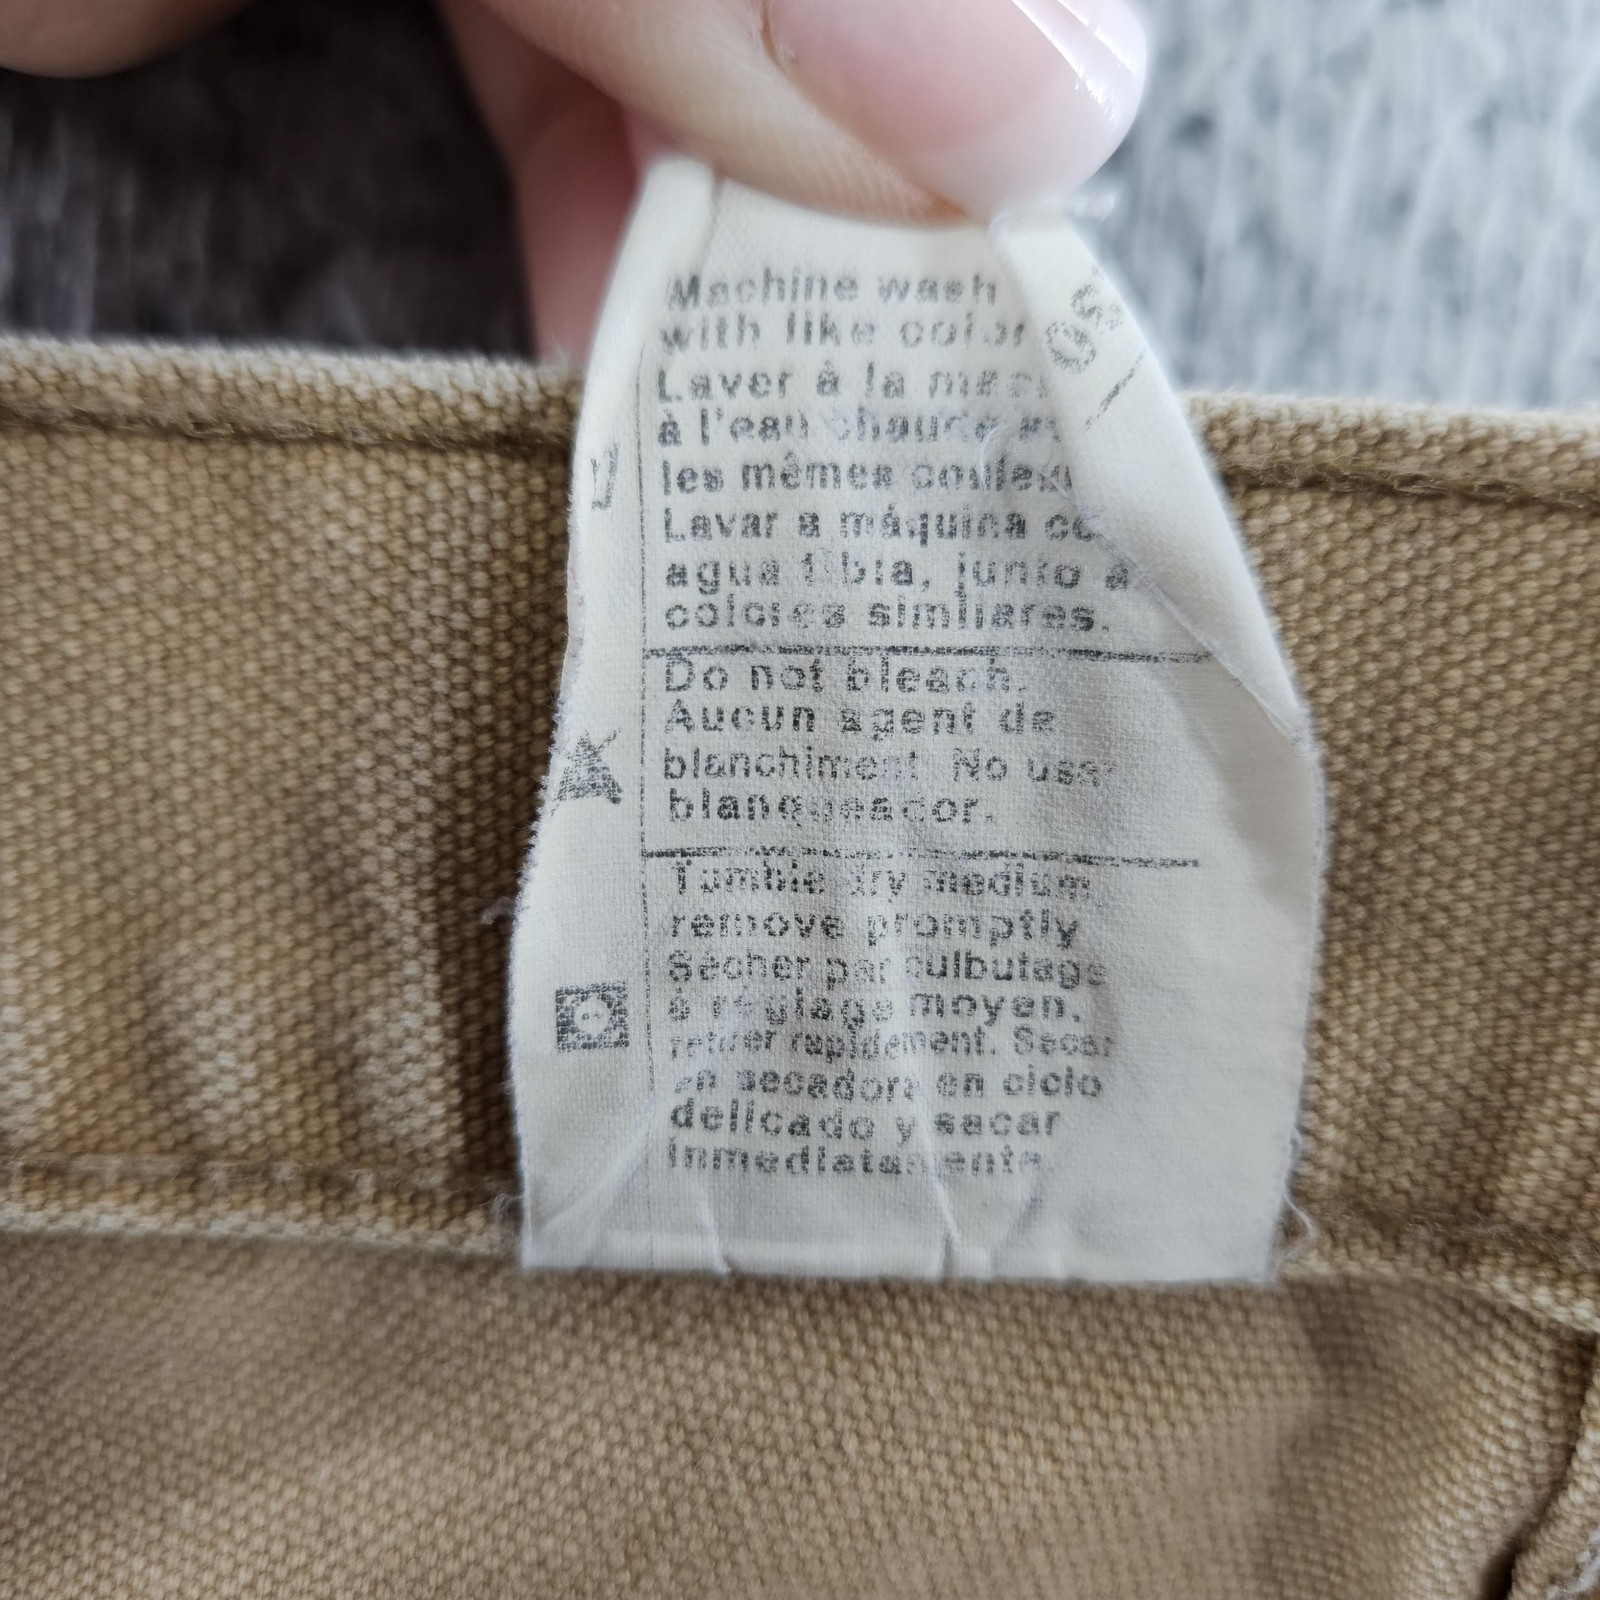 Machine wash
with like color
Laver à la mac
à l'eau chaude a
les mêmes couleu
Lavar a máquina co
agua tibia, junto a
colores similares.
Do not bleach.
Aucun agent de
blanchiment. No usar
blanqueador.
Tumble dry medium
remove promptly
Sécher par culbutage
à réglage moyen.
retirer rapidement. Secar
en secadora en ciclo
delicado y sacar
inmediatamente.